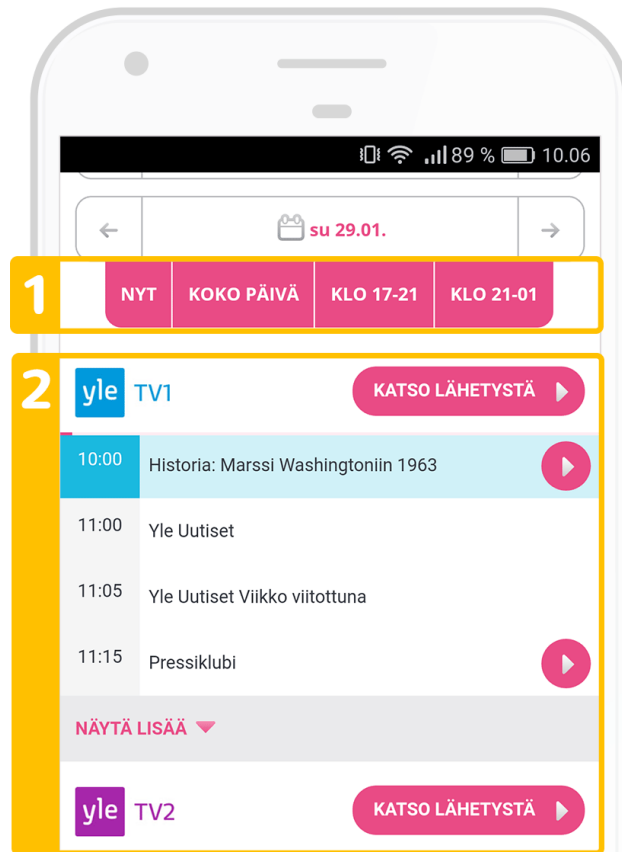 89 % 10.06
su 29.01.
1
NYT KOKO PÄIVÄ KLO 17-21 KLO 21-01
2
yle TV1 KATSO LÄHETYSTÄ
10:00 Historia: Marssi Washingtoniin 1963
11:00 Yle Uutiset
11:05 Yle Uutiset Viikko viitottuna
11:15 Pressiklubi
NÄYTÄ LISÄÄ
yle TV2 KATSO LÄHETYSTÄ